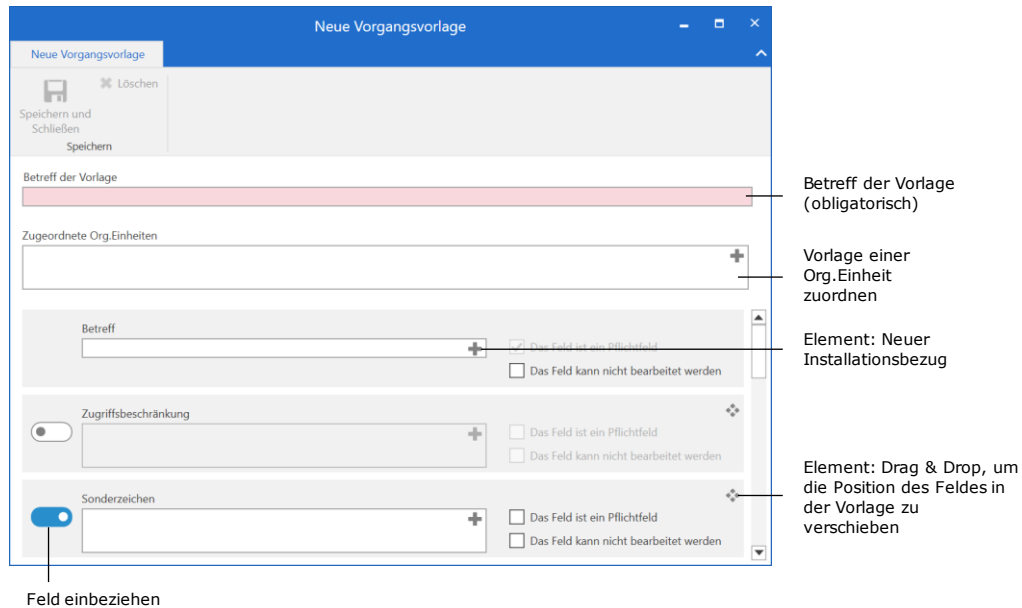 Neue Vorgangsvorlage
Neue Vorgangsvorlage
Löschen
Speichern und
Schließen
Speichern
Betreff der Vorlage
Betreff der Vorlage
(obligatorisch)
Zugeordnete Org.Einheiten
Vorlage einer
Org.Einheit
zuordnen
Betreff
Das Feld ist ein Pflichtfeld
Das Feld kann nicht bearbeitet werden
Element: Neuer
Installationsbezug
Zugriffsbeschränkung
Das Feld ist ein Pflichtfeld
Das Feld kann nicht bearbeitet werden
Element: Drag & Drop, um
die Position des Feldes in
der Vorlage zu
verschieben
Sonderzeichen
Das Feld ist ein Pflichtfeld
Das Feld kann nicht bearbeitet werden
Feld einbeziehen